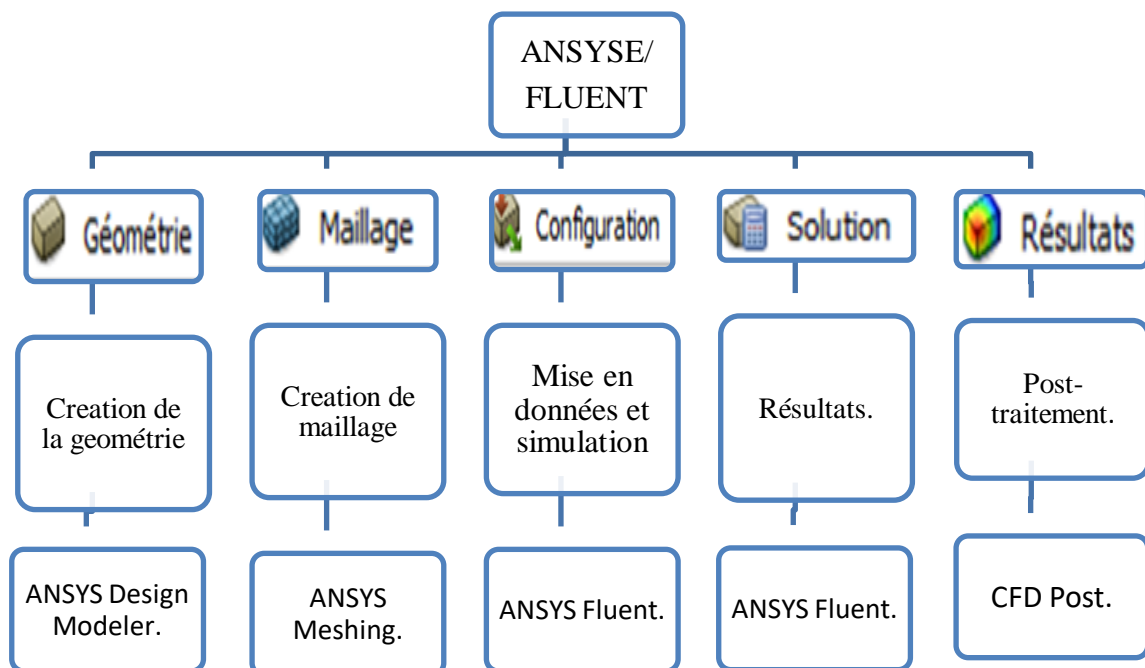 ANSYSE/
FLUENT
Géométrie
Maillage
Configuration
Solution
Résultats
Creation de
la geométrie
Creation de
maillage
Mise en
données et
simulation
Résultats.
Post-
traitement.
ANSYS Design
Modeler.
ANSYS
Meshing.
ANSYS Fluent.
ANSYS Fluent.
CFD Post.